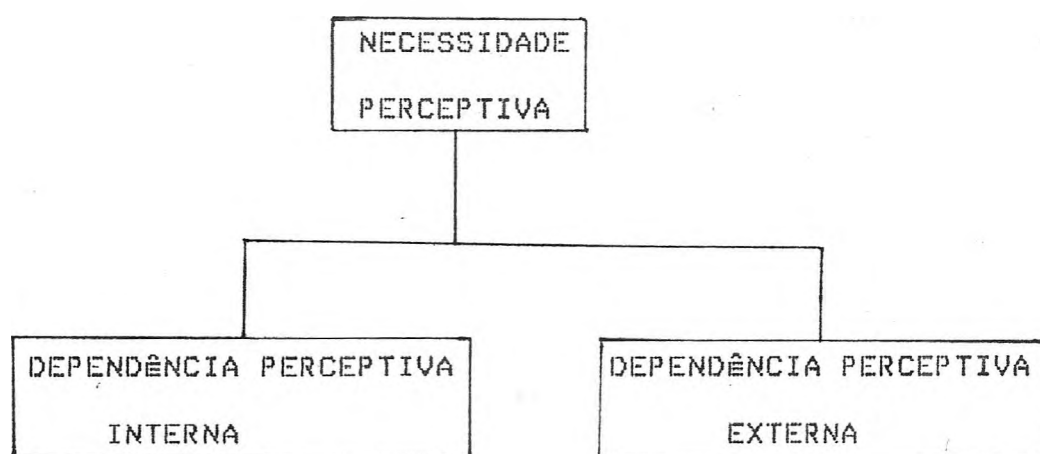 NECESSIDADE
PERCEPTIVA
DEPENDÊNCIA PERCEPTIVA
INTERNA
DEPENDÊNCIA PERCEPTIVA
EXTERNA